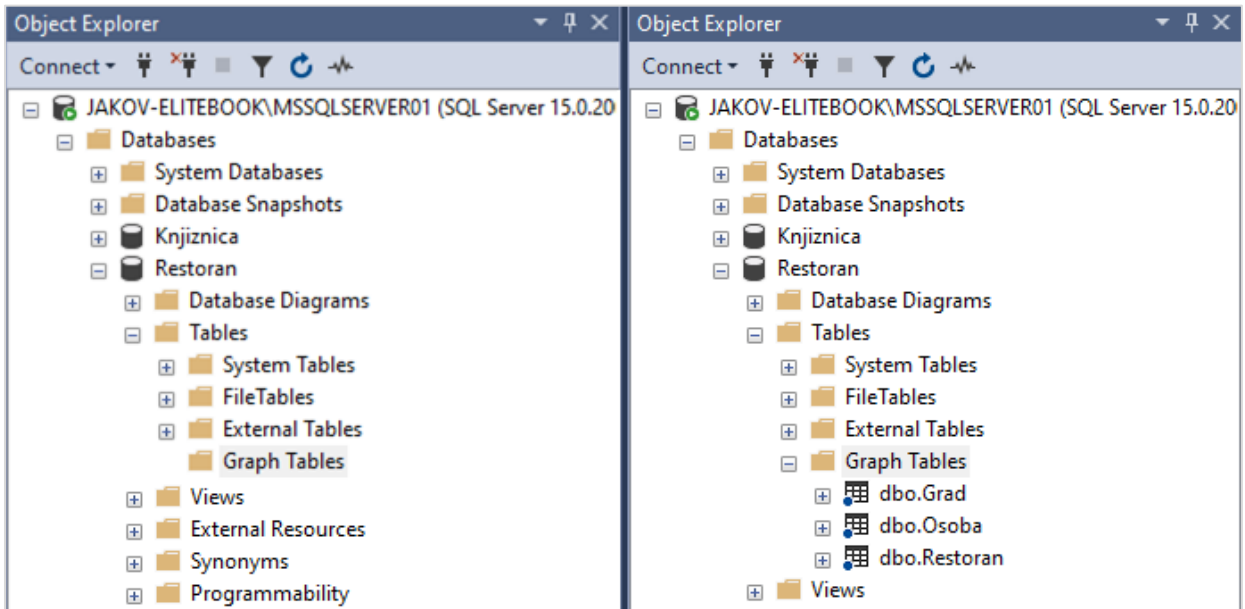 Object Explorer
Connect
JAKOV-ELITEBOOK\MSSQLSERVER01 (SQL Server 15.0.20
Databases
System Databases
Database Snapshots
Knjiznica
Restoran
Database Diagrams
Tables
System Tables
FileTables
External Tables
Graph Tables
Views
External Resources
Synonyms
Programmability
Object Explorer
Connect
JAKOV-ELITEBOOK\MSSQLSERVER01 (SQL Server 15.0.20
Databases
System Databases
Database Snapshots
Knjiznica
Restoran
Database Diagrams
Tables
System Tables
FileTables
External Tables
Graph Tables
dbo.Grad
dbo.Osoba
dbo.Restoran
Views